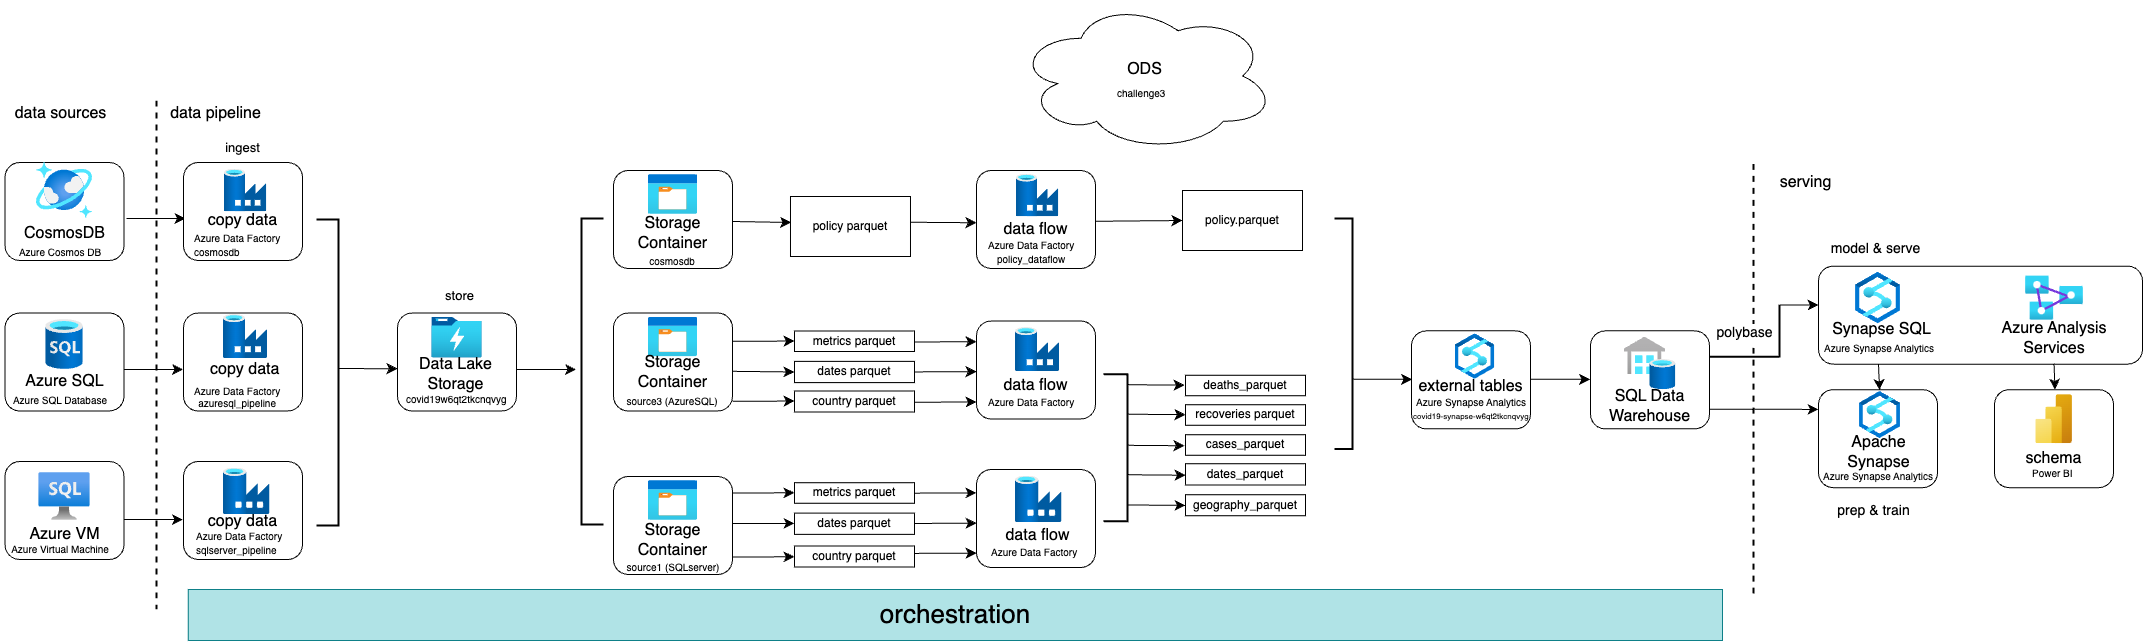 ODS
challenge3
data sources
data pipeline
ingest
CosmosDB
Azure Cosmos DB
copy data
Azure Data Factory
cosmosdb
SQL
Azure SQL
Azure SQL Database
copy data
Azure Data Factory
azuresql_pipeline
SQL
Azure VM
Azure Virtual Machine
copy data
Azure Data Factory
sqlserver_pipeline
store
Data Lake
Storage
covid19w6qt2tkcnqvyg
Storage
Container
cosmosdb
policy parquet
data flow
Azure Data Factory
policy_dataflow
policy.parquet
Storage
Container
source3 (AzureSQL)
metrics parquet
dates parquet
country parquet
data flow
Azure Data Factory
Storage
Container
source1 (SQLserver)
metrics parquet
dates parquet
country parquet
data flow
Azure Data Factory
deaths_parquet
recoveries parquet
cases_parquet
dates_parquet
geography_parquet
external tables
Azure Synapse Analytics
covid19-synapse-w6qt2tkcnqvyg
SQL Data
Warehouse
polybase
serving
model & serve
Synapse SQL
Azure Synapse Analytics
Azure Analysis
Services
Apache
Synapse
Azure Synapse Analytics
prep & train
schema
Power BI
orchestration